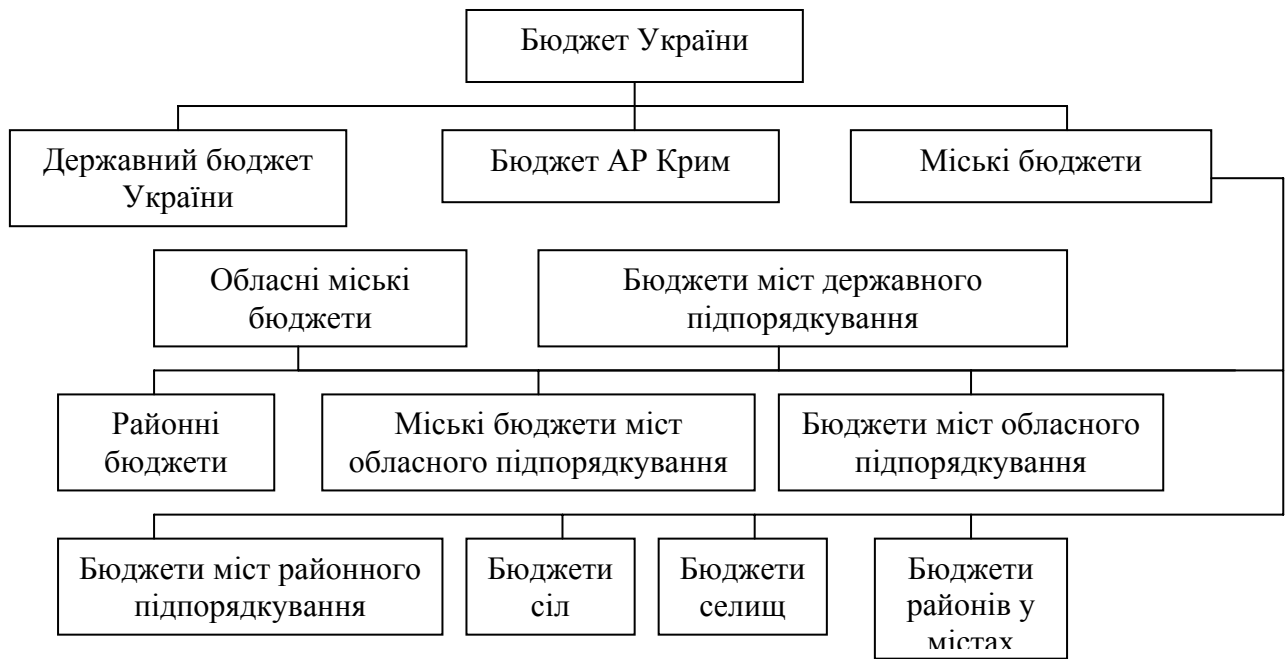 Бюджет України
Державний бюджет
України
Бюджет АР Крим
Міські бюджети
Обласні міські
бюджети
Бюджети міст державного
підпорядкування
Районні
бюджети
Міські бюджети міст
обласного підпорядкування
Бюджети міст обласного
підпорядкування
Бюджети міст районного
підпорядкування
Бюджети
сіл
Бюджети
селищ
Бюджети
районів у
містах